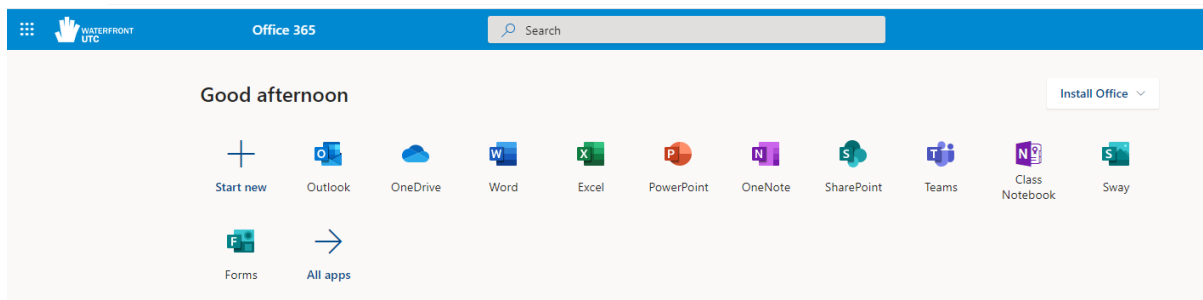 WATERFRONT
UTC
Office 365
Search
Good afternoon
Install Office
Start new
Outlook
OneDrive
Word
Excel
PowerPoint
OneNote
SharePoint
Teams
Class
Notebook
Sway
Forms
All apps